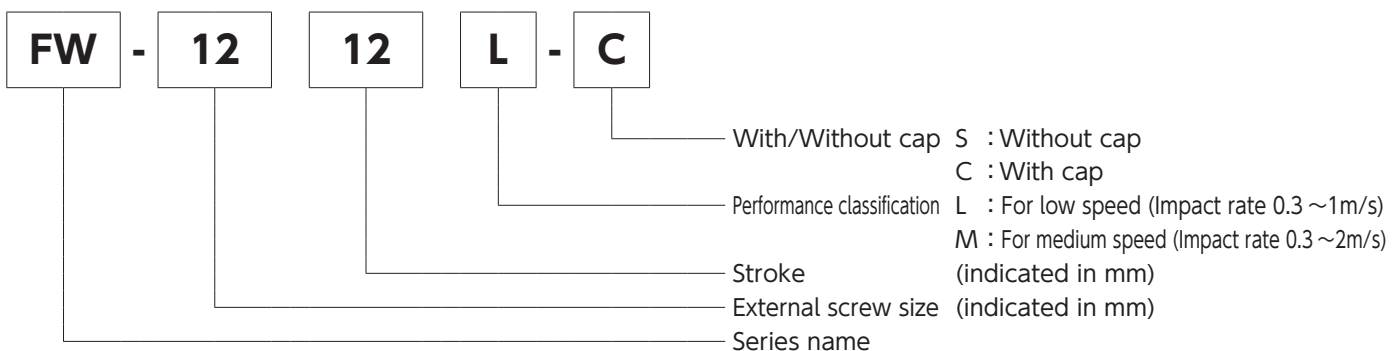 FW - 12 12 L - C
With/Without cap S : Without cap
C : With cap
Performance classification L : For low speed (Impact rate 0.3 ～1m/s)
M : For medium speed (Impact rate 0.3 ～2m/s)
Stroke (indicated in mm)
External screw size (indicated in mm)
Series name